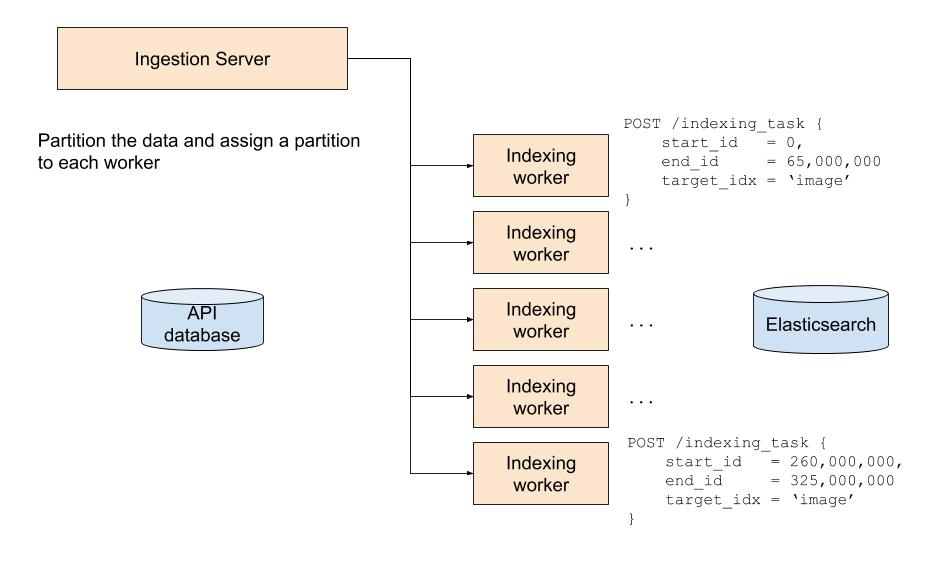 Ingestion Server
Partition the data and assign a partition
to each worker
Indexing
worker
POST /indexing_task {
start_id   = 0,
end_id     = 65,000,000
target_idx = ‘image’
}
Indexing
worker
...
Indexing
worker
...
Indexing
worker
...
Indexing
worker
POST /indexing_task {
start_id   = 260,000,000,
end_id     = 325,000,000
target_idx = ‘image’
}
API
database
Elasticsearch